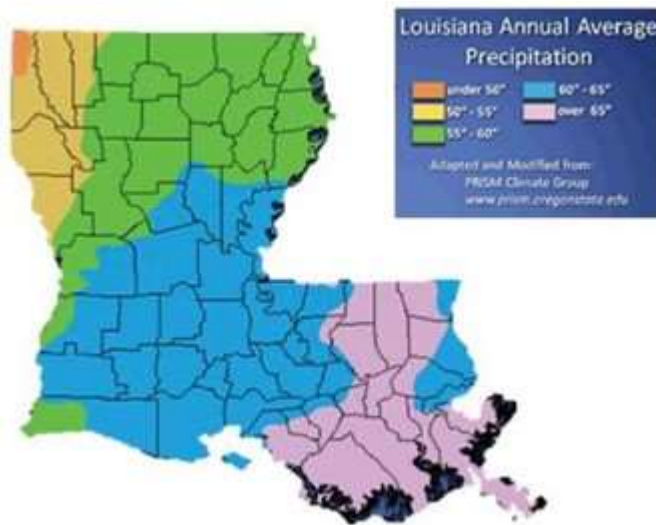 Louisiana Annual Average
Precipitation
under 50"
60" - 65"
50" - 55"
over 65"
55" - 60"
Adapted and Modified from:
PRISM Climate Group
www.prism.oregonstate.edu